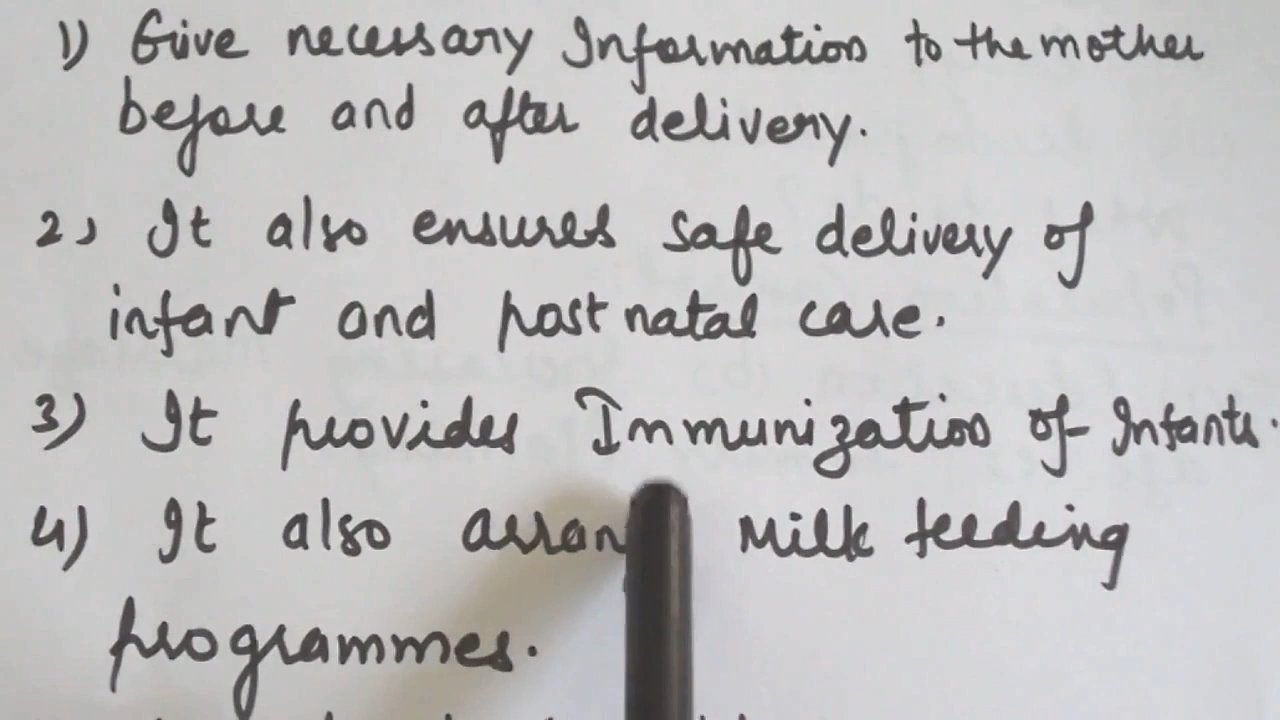 1) Give necessary Information to the mother
before and after delivery.
2, It also ensures safe delivery of
infant and post natal care.
3) It provides Immunization of Infants.
4) It also Milk feeding
programmes.